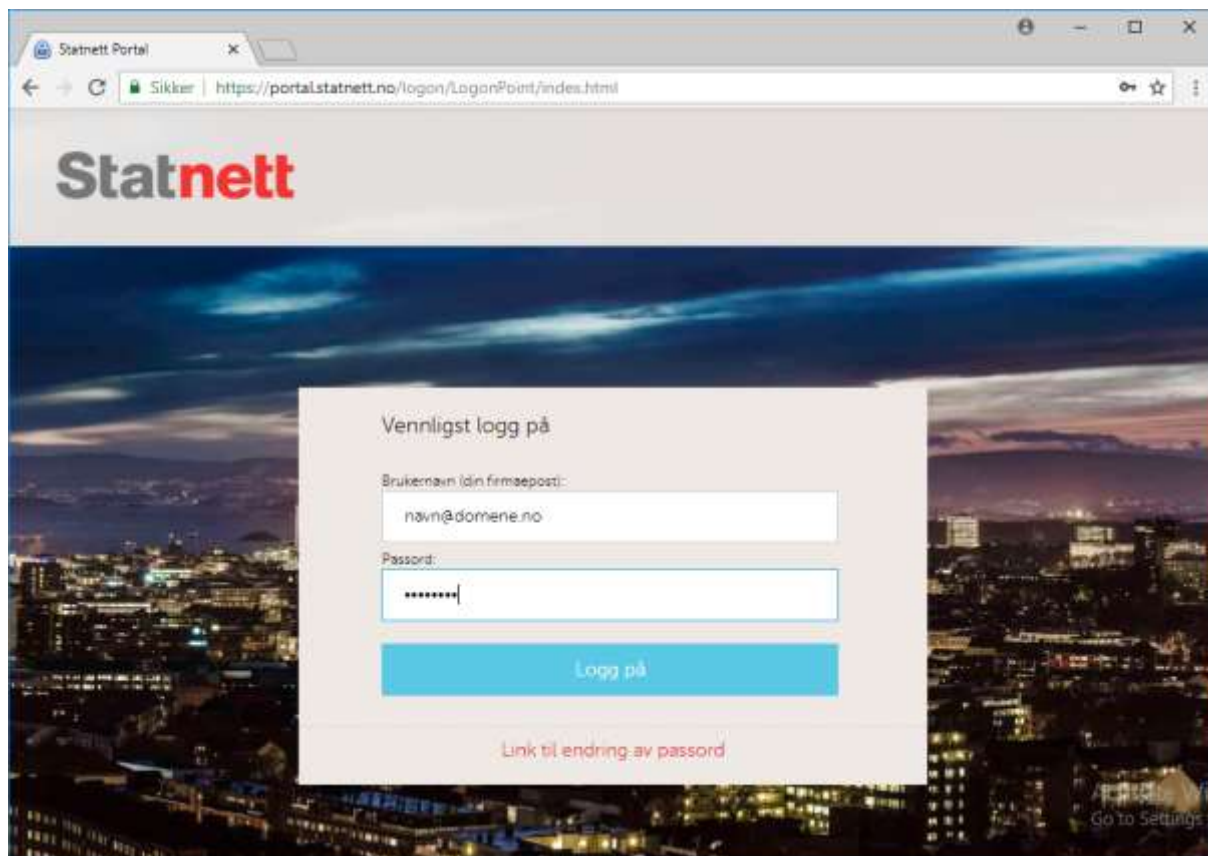 Statnett Portal
Sikker https://portal.statnett.no/logon/LogonPoint/index.html
Statnett
Vennligst logg på
Brukernavn (din firmaepost):
navn@domene.no
Passord:
••••••••
Logg på
Link til endring av passord
Go to Settings